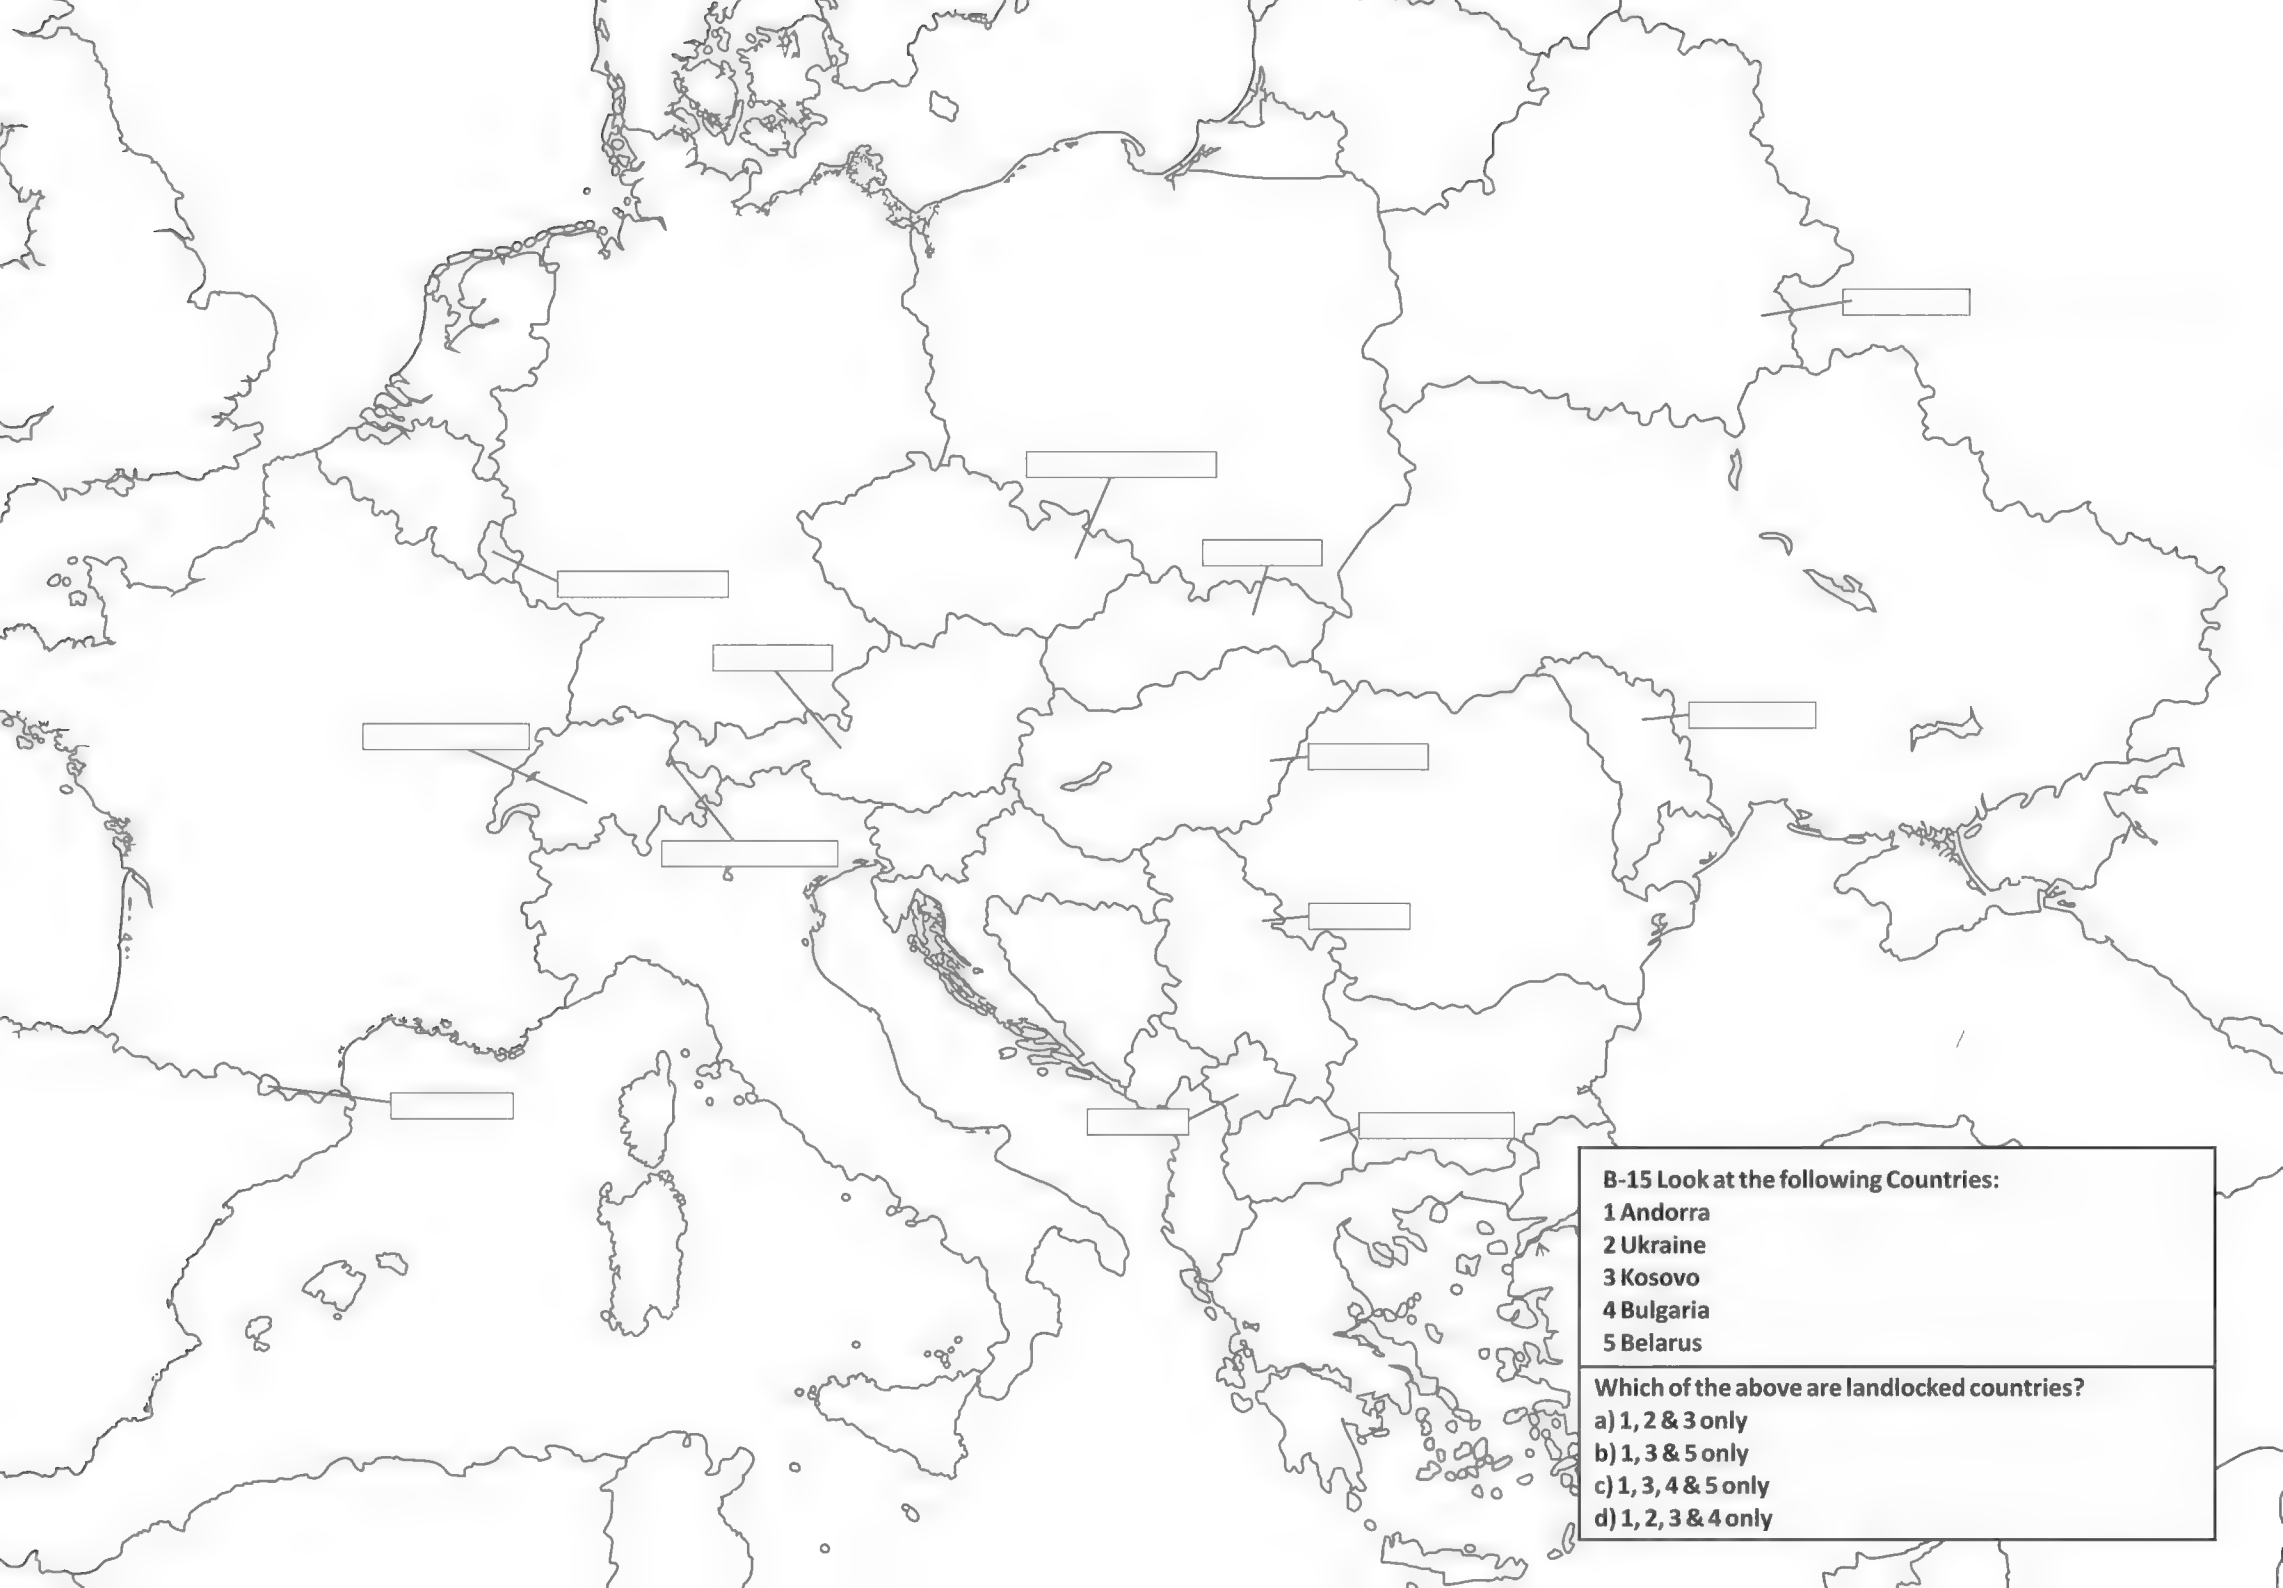 B-15 Look at the following Countries:
1 Andorra
2 Ukraine
3 Kosovo
4 Bulgaria
5 Belarus
Which of the above are landlocked countries?
a) 1, 2 & 3 only
b) 1, 3 & 5 only
c) 1, 3, 4 & 5 only
d) 1, 2, 3 & 4 only